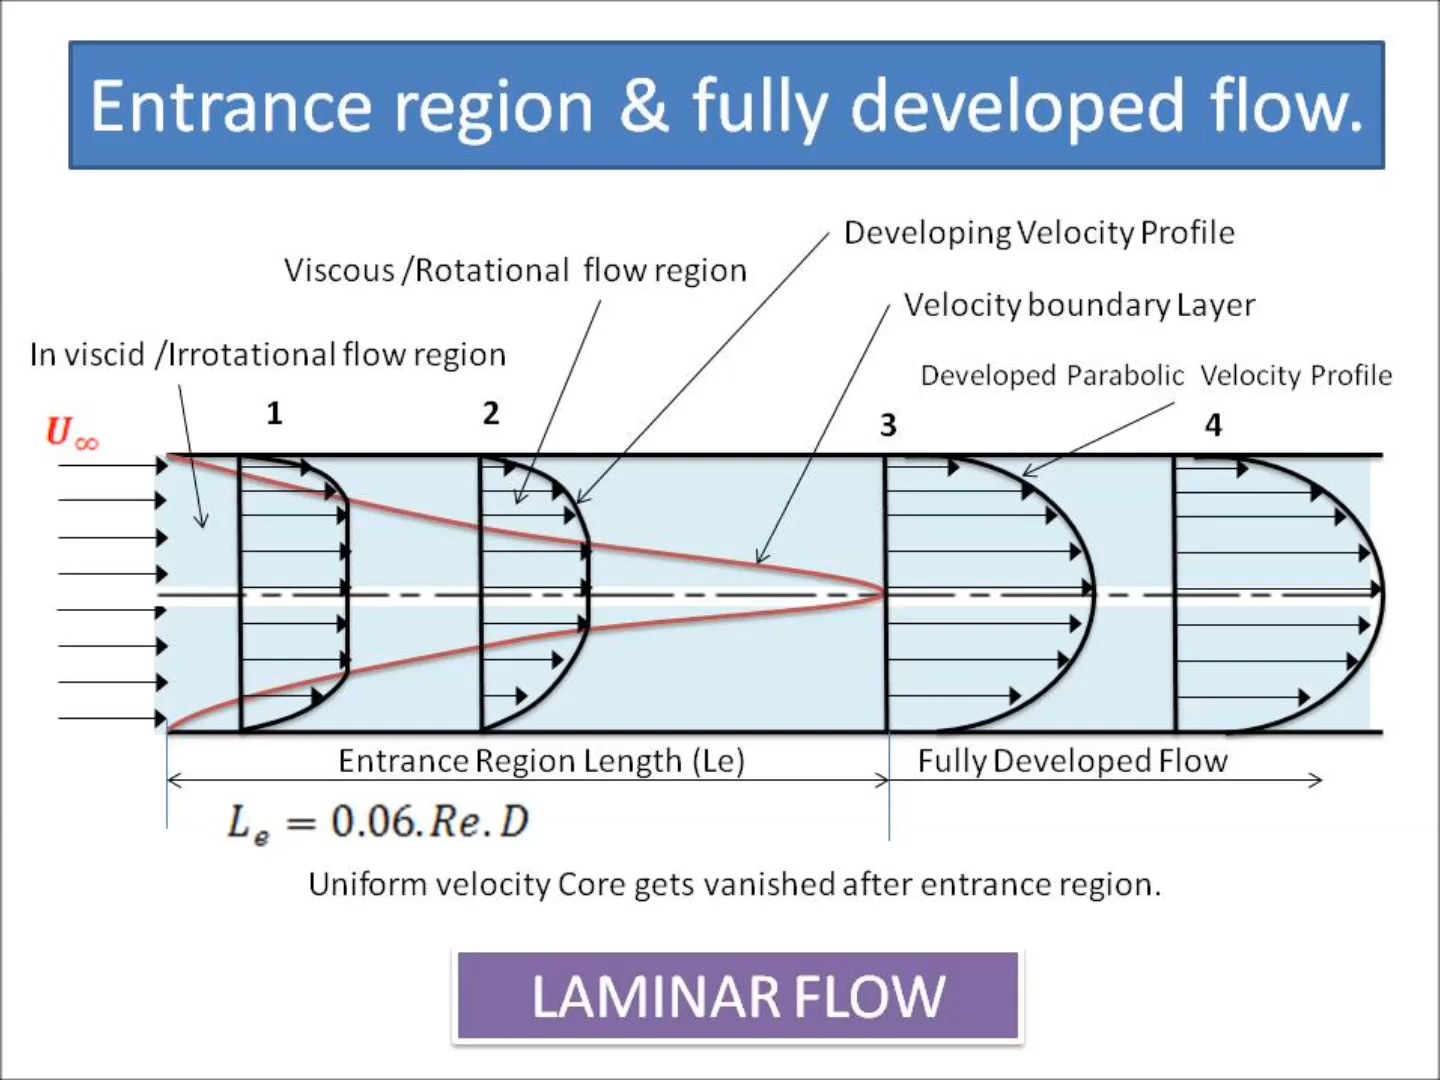 Entrance region & fully developed flow.
Developing Velocity Profile
Viscous /Rotational flow region
Velocity boundary Layer
In viscid /Irrotational flow region
Developed Parabolic Velocity Profile
U∞
1
2
3
4
Entrance Region Length (Le)
Fully Developed Flow
Lₑ = 0.06.Re.D
Uniform velocity Core gets vanished after entrance region.
LAMINAR FLOW